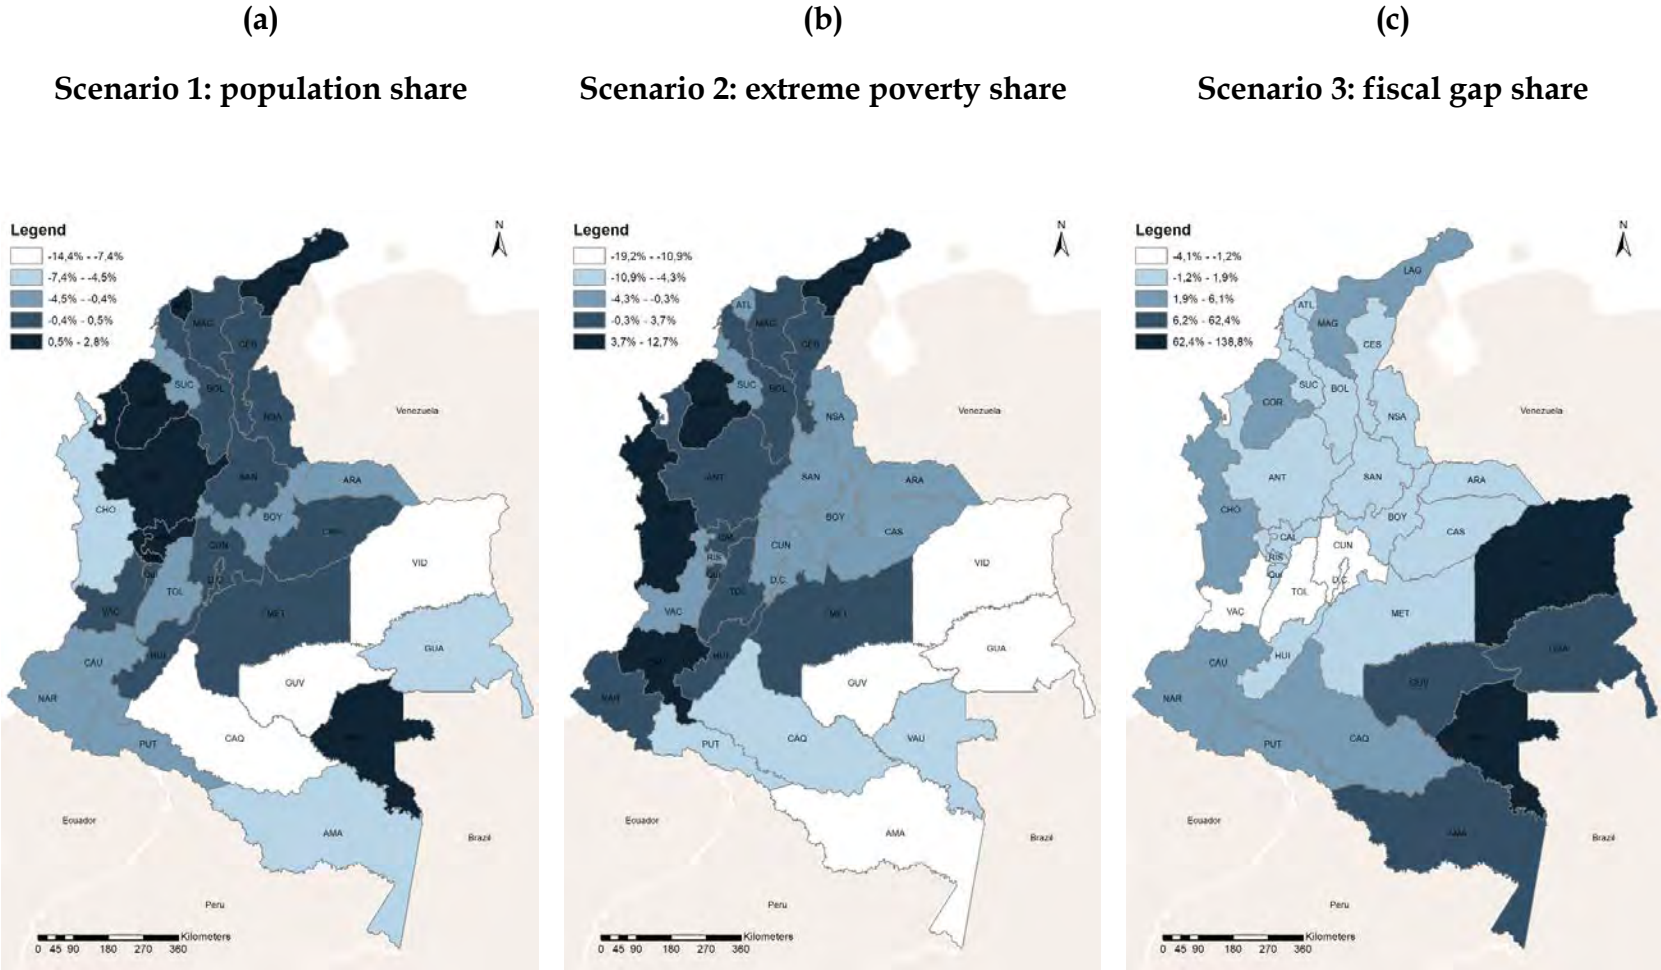 (a)
Scenario 1: population share
Legend
-14,4% - -7,4%
-7,4% - -4,5%
-4,5% - -0,4%
-0,4% - 0,5%
0,5% - 2,8%
N
MAG
CES
SUC
BOL
NSA
SAN
ARA
CHO
BOY
CUN
VID
Qui
D.C.
TOL
VAC
MET
HUI
GUA
CAU
GUV
NAR
CAQ
PUT
AMA
Venezuela
Ecuador
Brazil
Peru
Kilometers
0 45 90 180 270 360
(b)
Scenario 2: extreme poverty share
Legend
-19,2% - -10,9%
-10,9% - -4,3%
-4,3% - -0,3%
-0,3% - 3,7%
3,7% - 12,7%
N
ATL
MAG
CES
SUC
BOL
NSA
ANT
SAN
ARA
BOY
CAS
CUN
RIS
Qui
VID
D.C.
TOL
VAC
MET
HUI
GUA
GUV
NAR
CAQ
VAU
PUT
AMA
Venezuela
Ecuador
Brazil
Peru
Kilometers
0 45 90 180 270 360
(c)
Scenario 3: fiscal gap share
Legend
-4,1% - -1,2%
-1,2% - 1,9%
1,9% - 6,1%
6,2% - 62,4%
62,4% - 138,8%
N
LAG
ATL
MAG
CES
SUC
BOL
COR
NSA
ANT
SAN
ARA
CHO
BOY
CAS
CAL
CUN
RIS
Qui
D.C.
TOL
VAC
MET
HUI
CAU
GUV
NAR
CAQ
PUT
AMA
Venezuela
Ecuador
Brazil
Peru
Kilometers
0 45 90 180 270 360